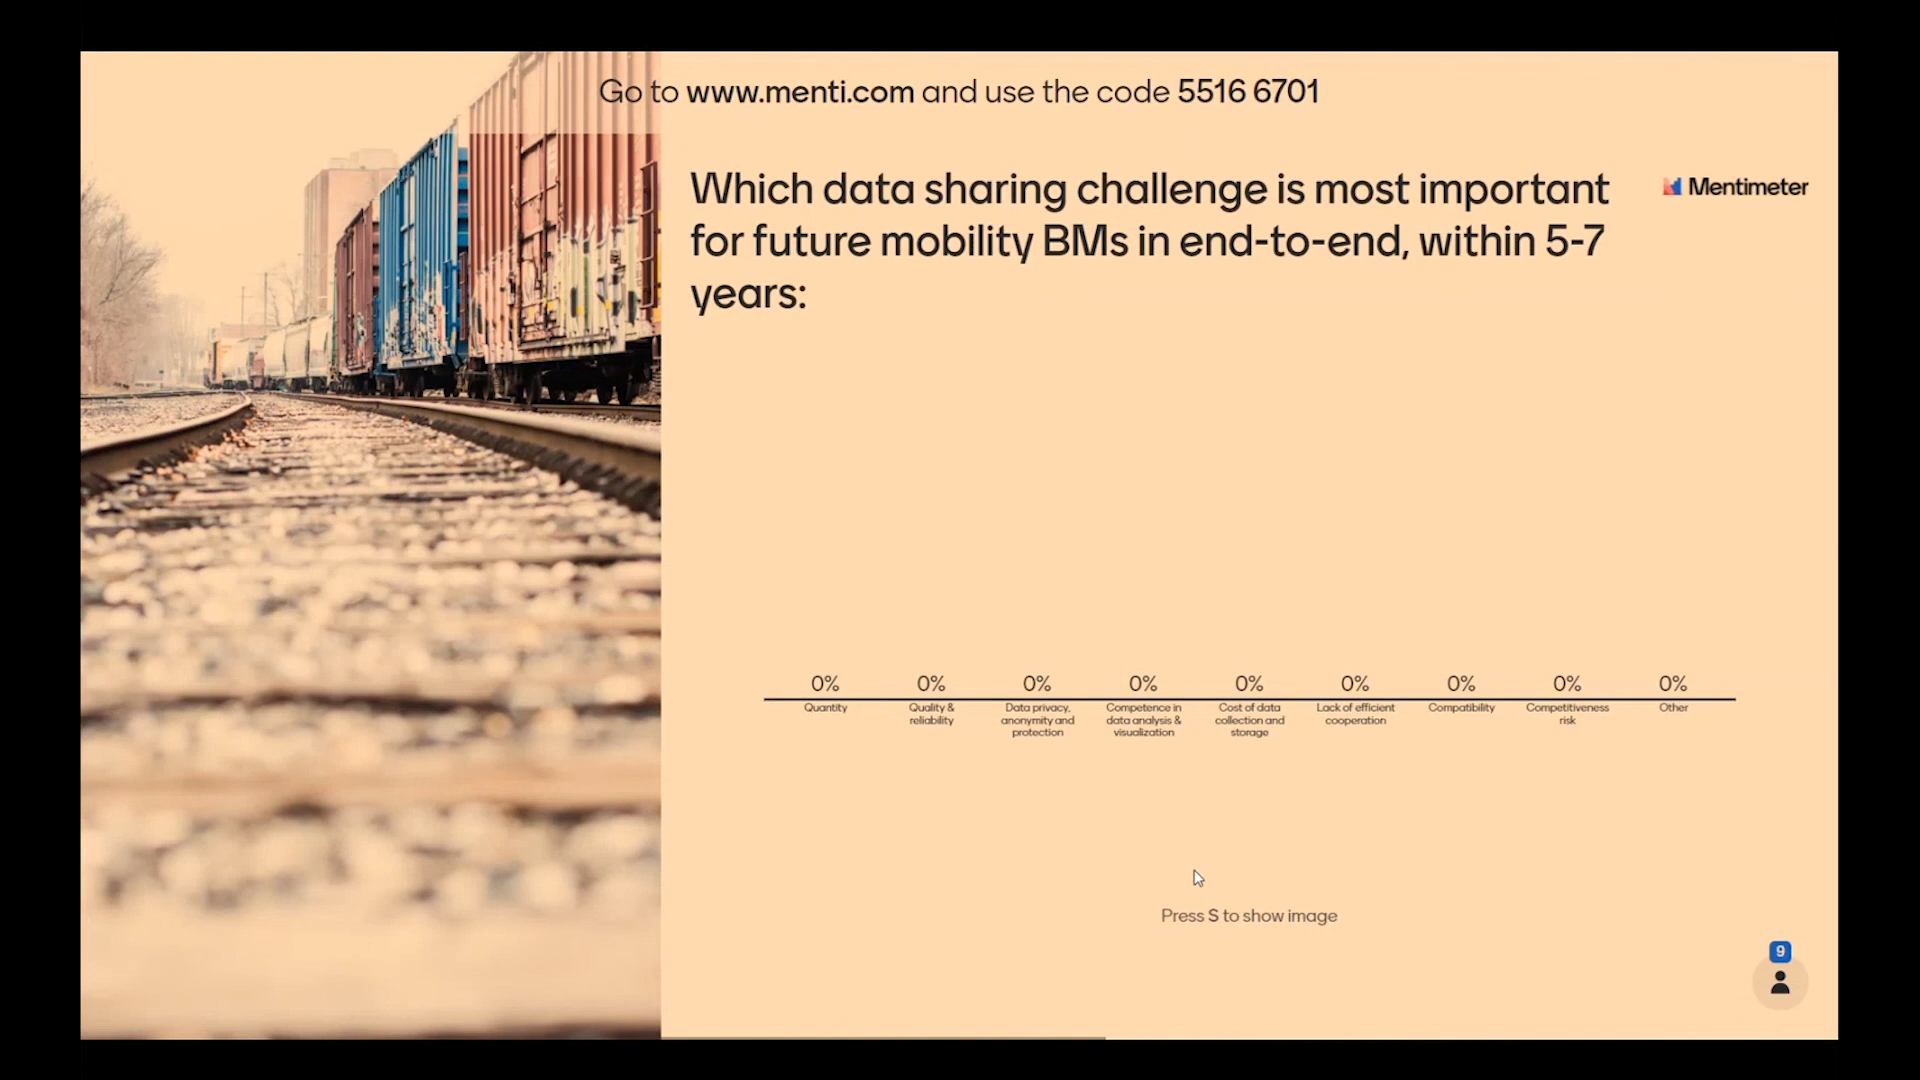 Go to www.menti.com and use the code 5516 6701
Which data sharing challenge is most important
for future mobility BMs in end-to-end, within 5-7
years:
Mentimeter
0% 0% 0% 0% 0% 0% 0% 0% 0%
Quantity
Quality &
reliability
Data privacy,
anonymity and
protection
Competence in
data analysis &
visualization
Cost of data
collection and
storage
Lack of efficient
cooperation
Compatibility
Competitiveness
risk
Other
Press S to show image
9